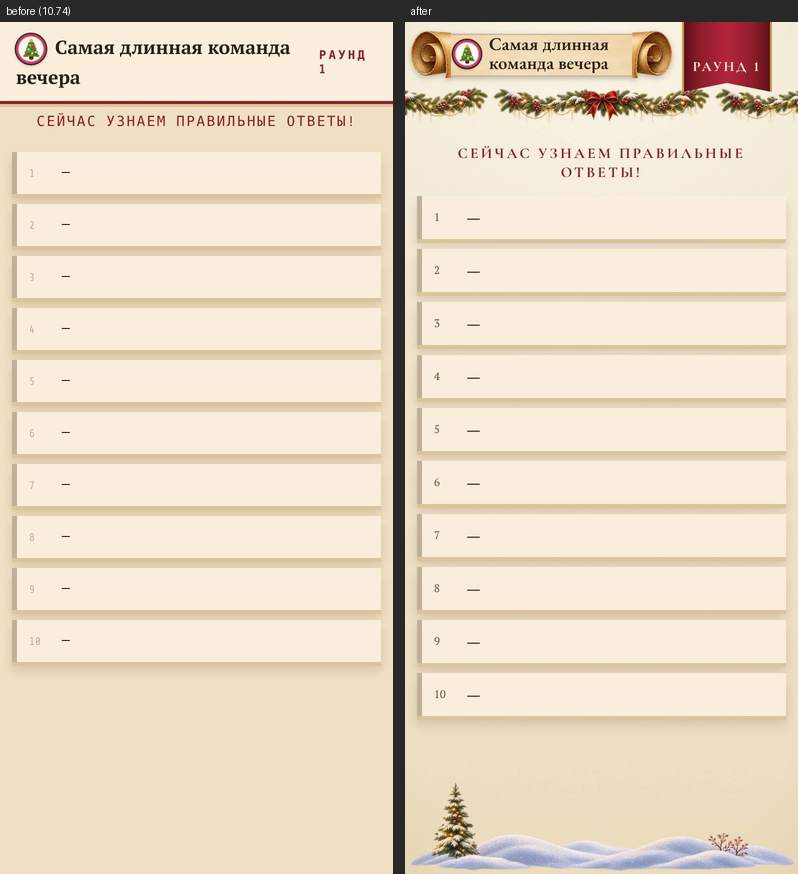 before (10.74)
Самая длинная команда
вечера
РАУНД
1
СЕЙЧАС УЗНАЕМ ПРАВИЛЬНЫЕ ОТВЕТЫ!
1 —
2 —
3 —
4 —
5 —
6 —
7 —
8 —
9 —
10 —
after
Самая длинная
команда вечера
РАУНД 1
СЕЙЧАС УЗНАЕМ ПРАВИЛЬНЫЕ
ОТВЕТЫ!
1 —
2 —
3 —
4 —
5 —
6 —
7 —
8 —
9 —
10 —